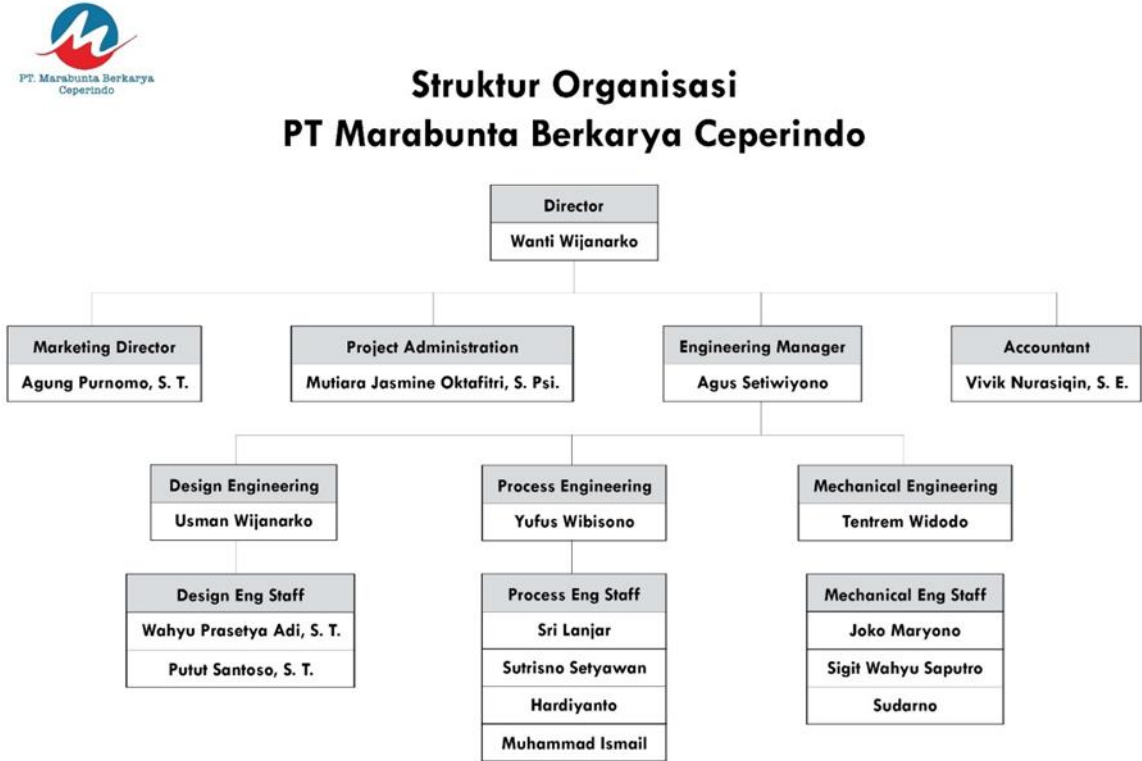 PT. Marabunta Berkarya
Ceperindo
Struktur Organisasi
PT Marabunta Berkarya Ceperindo
Director
Wanti Wijanarko
Marketing Director
Agung Purnomo, S. T.
Project Administration
Mutiara Jasmine Oktafitri, S. Psi.
Engineering Manager
Agus Setiwiyono
Accountant
Vivik Nurasiqin, S. E.
Design Engineering
Usman Wijanarko
Process Engineering
Yufus Wibisono
Mechanical Engineering
Tentrem Widodo
Design Eng Staff
Wahyu Prasetya Adi, S. T.
Putut Santoso, S. T.
Process Eng Staff
Sri Lanjar
Sutrisno Setyawan
Hardiyanto
Muhammad Ismail
Mechanical Eng Staff
Joko Maryono
Sigit Wahyu Saputro
Sudarno